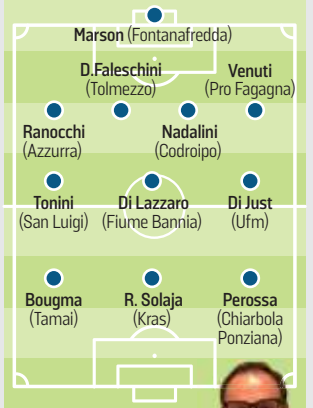 Marson (Fontanafredda)
D.Faleschini
(Tolmezzo)
Venuti
(Pro Fagagna)
Ranocchi
(Azzurra)
Nadalini
(Codroipo)
Tonini
(San Luigi)
Di Lazzaro
(Fiume Bannia)
Di Just
(Ufm)
Bougma
(Tamai)
R. Solaja
(Kras)
Perossa
(Chiarbola
Ponziana)